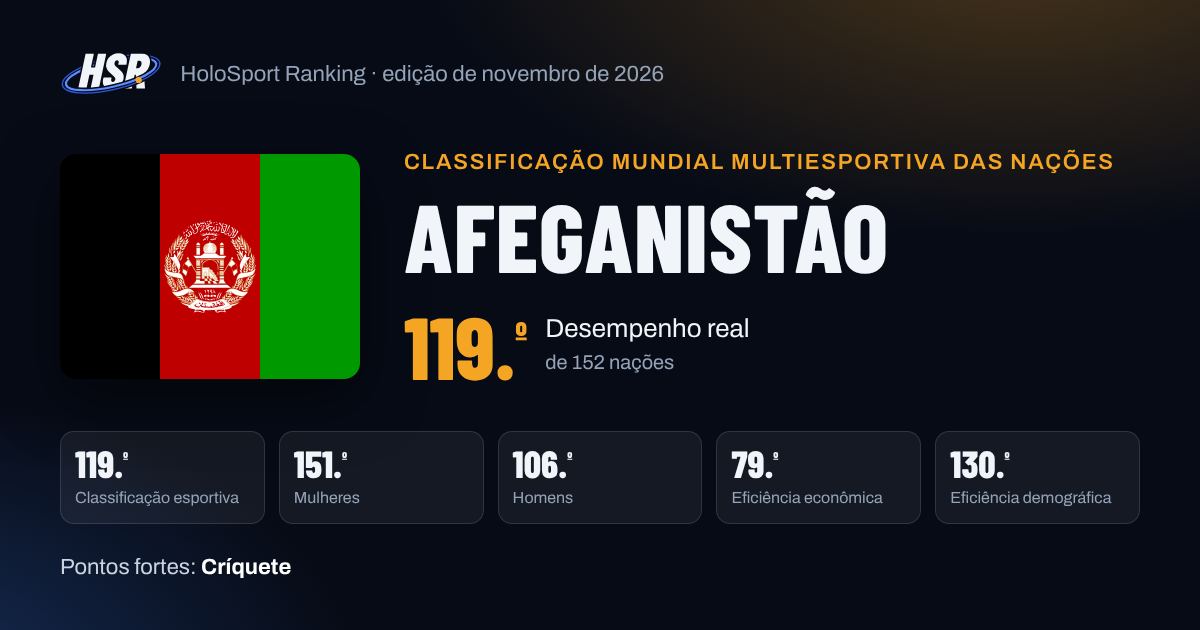 HSR
HoloSport Ranking · edição de novembro de 2026
CLASSIFICAÇÃO MUNDIAL MULTIESPORTIVA DAS NAÇÕES
AFEGANISTÃO
119.º
Desempenho real
de 152 nações
119.º
Classificação esportiva
151.º
Mulheres
106.º
Homens
79.º
Eficiência econômica
130.º
Eficiência demográfica
Pontos fortes: Críquete